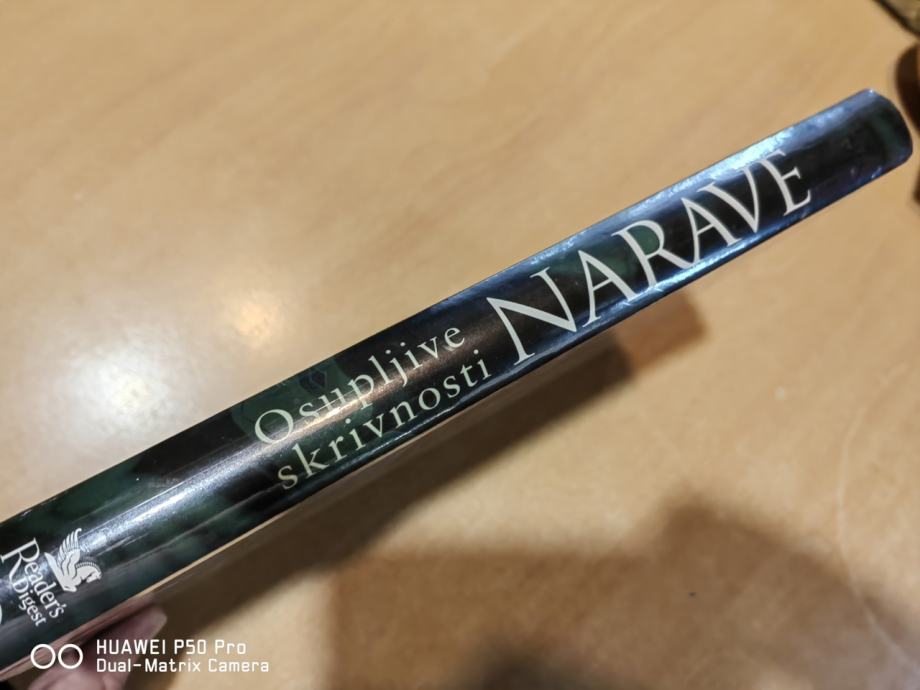 Osupljive
skrivnosti
NARAVE
Reader's
Digest
HUAWEI P50 Pro
Dual-Matrix Camera